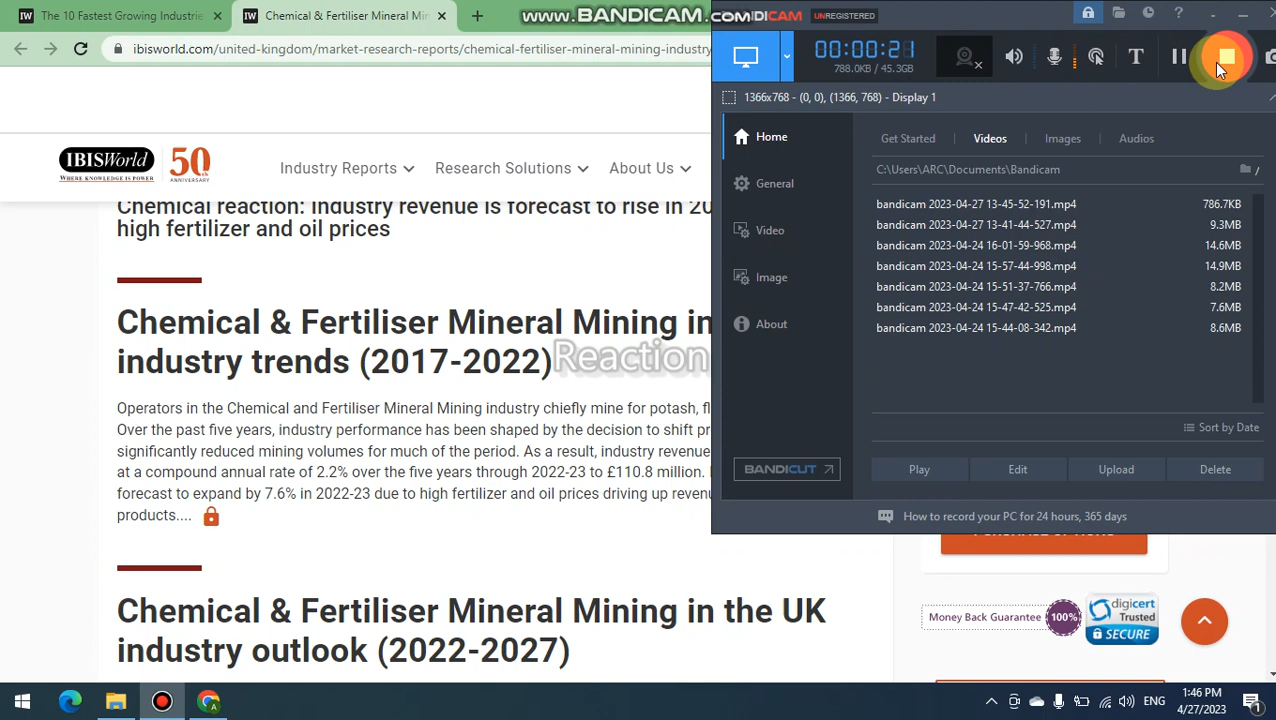 The 10 Fastest Growing Industrie
Chemical & Fertiliser Mineral Min
www.BANDICAM.com
BANDICAM UNREGISTERED
ibisworld.com/united-kingdom/market-research-reports/chemical-fertiliser-mineral-mining-industry
00:00:21
788.0KB / 45.3GB
1366x768 - (0, 0), (1366, 768) - Display 1
Home
General
Video
Image
About
BANDICUT
Get Started
Videos
Images
Audios
C:\Users\ARC\Documents\Bandicam
bandicam 2023-04-27 13-45-52-191.mp4 786.7KB
bandicam 2023-04-27 13-41-44-527.mp4 9.3MB
bandicam 2023-04-24 16-01-59-968.mp4 14.6MB
bandicam 2023-04-24 15-57-44-998.mp4 14.9MB
bandicam 2023-04-24 15-51-37-766.mp4 8.2MB
bandicam 2023-04-24 15-47-42-525.mp4 7.6MB
bandicam 2023-04-24 15-44-08-342.mp4 8.6MB
Sort by Date
Play
Edit
Upload
Delete
How to record your PC for 24 hours, 365 days
IBISWorld
WHERE KNOWLEDGE IS POWER
50
ANNIVERSARY
Industry Reports
Research Solutions
About Us
Chemical reaction: Industry revenue is forecast to rise in 20
high fertilizer and oil prices
Chemical & Fertiliser Mineral Mining in
industry trends (2017-2022)
Reaction
Operators in the Chemical and Fertiliser Mineral Mining industry chiefly mine for potash, fl
Over the past five years, industry performance has been shaped by the decision to shift pr
significantly reduced mining volumes for much of the period. As a result, industry revenue
at a compound annual rate of 2.2% over the five years through 2022-23 to £110.8 million.
forecast to expand by 7.6% in 2022-23 due to high fertilizer and oil prices driving up revenu
products....
Chemical & Fertiliser Mineral Mining in the UK
industry outlook (2022-2027)
Money Back Guarantee 100%
digicert
Trusted
SECURE
ENG
1:46 PM
4/27/2023